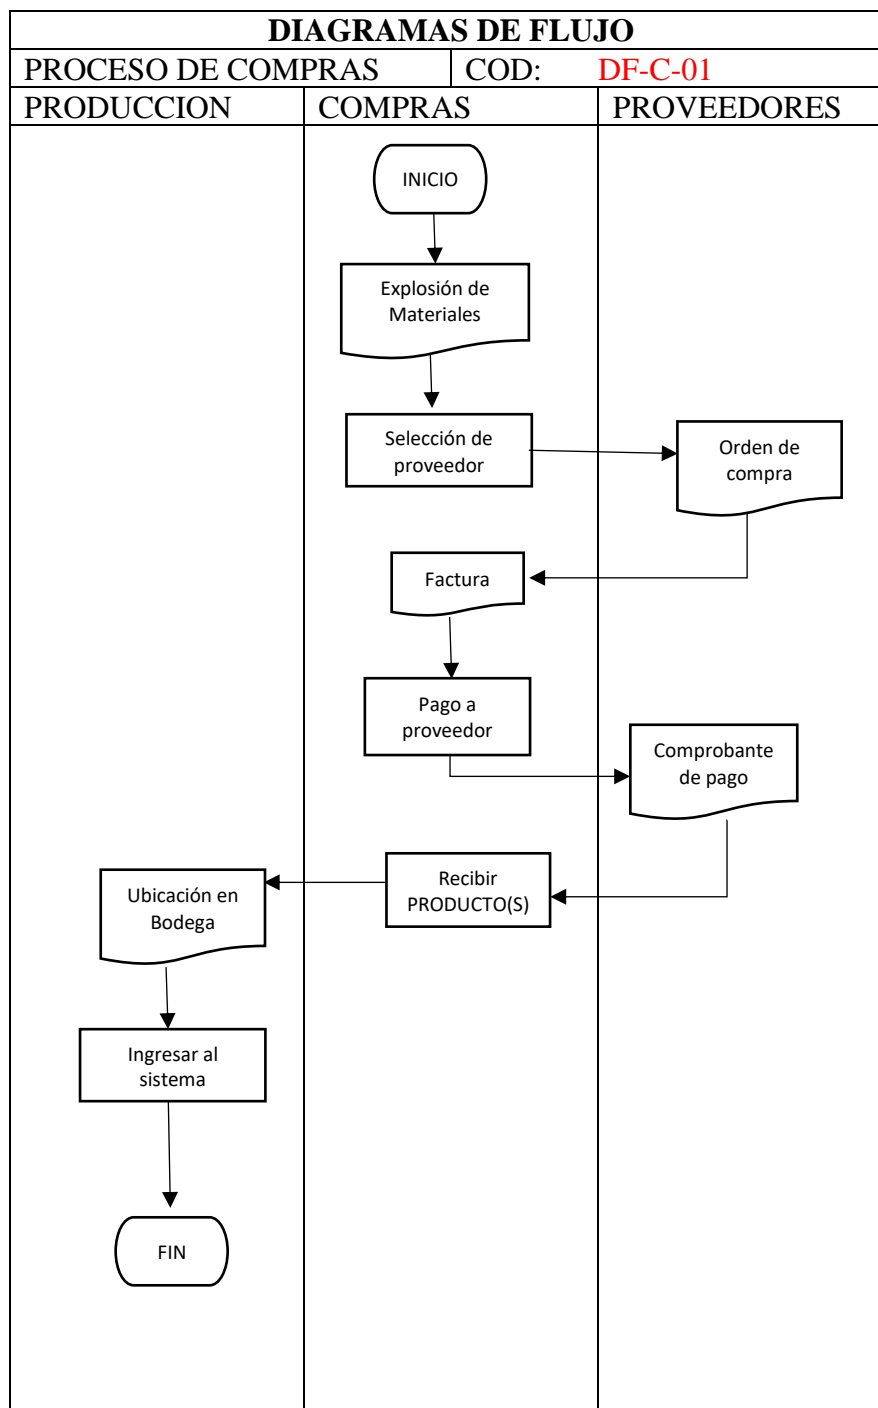 DIAGRAMAS DE FLUJO
PROCESO DE COMPRAS COD: DF-C-01
PRODUCCION COMPRAS PROVEEDORES
INICIO
Explosión de
Materiales
Selección de
proveedor
Orden de
compra
Factura
Pago a
proveedor
Comprobante
de pago
Recibir
PRODUCTO(S)
Ubicación en
Bodega
Ingresar al
sistema
FIN